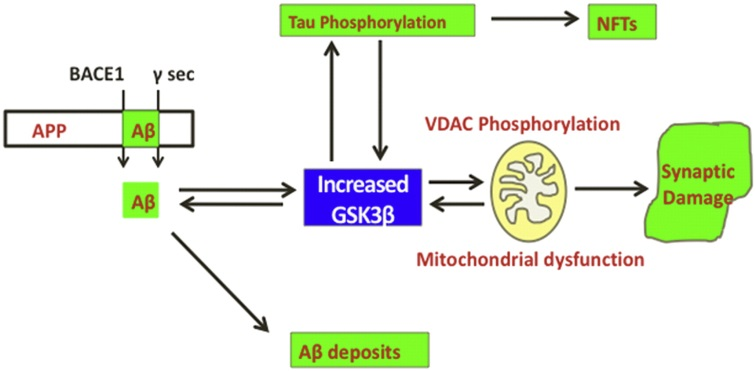 Tau Phosphorylation
NFTs
BACE1
γ sec
APP
Aβ
VDAC Phosphorylation
Aβ
Increased
GSK3β
Synaptic
Damage
Mitochondrial dysfunction
Aβ deposits